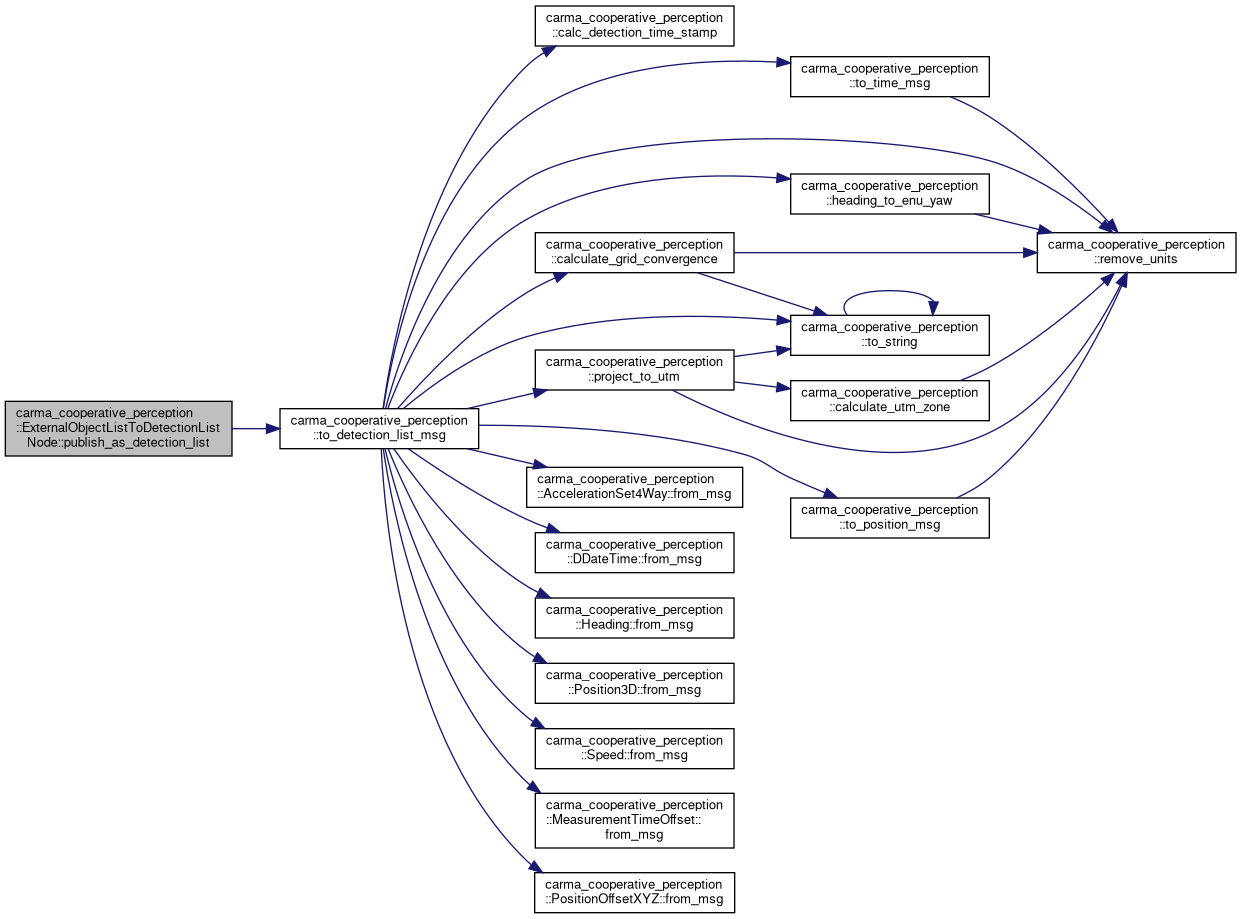 carma_cooperative_perception
::ExternalObjectListToDetectionList
Node::publish_as_detection_list
carma_cooperative_perception
::to_detection_list_msg
carma_cooperative_perception
::calc_detection_time_stamp
carma_cooperative_perception
::to_time_msg
carma_cooperative_perception
::heading_to_enu_yaw
carma_cooperative_perception
::calculate_grid_convergence
carma_cooperative_perception
::remove_units
carma_cooperative_perception
::to_string
carma_cooperative_perception
::project_to_utm
carma_cooperative_perception
::calculate_utm_zone
carma_cooperative_perception
::AccelerationSet4Way::from_msg
carma_cooperative_perception
::to_position_msg
carma_cooperative_perception
::DDateTime::from_msg
carma_cooperative_perception
::Heading::from_msg
carma_cooperative_perception
::Position3D::from_msg
carma_cooperative_perception
::Speed::from_msg
carma_cooperative_perception
::MeasurementTimeOffset::
from_msg
carma_cooperative_perception
::PositionOffsetXYZ::from_msg